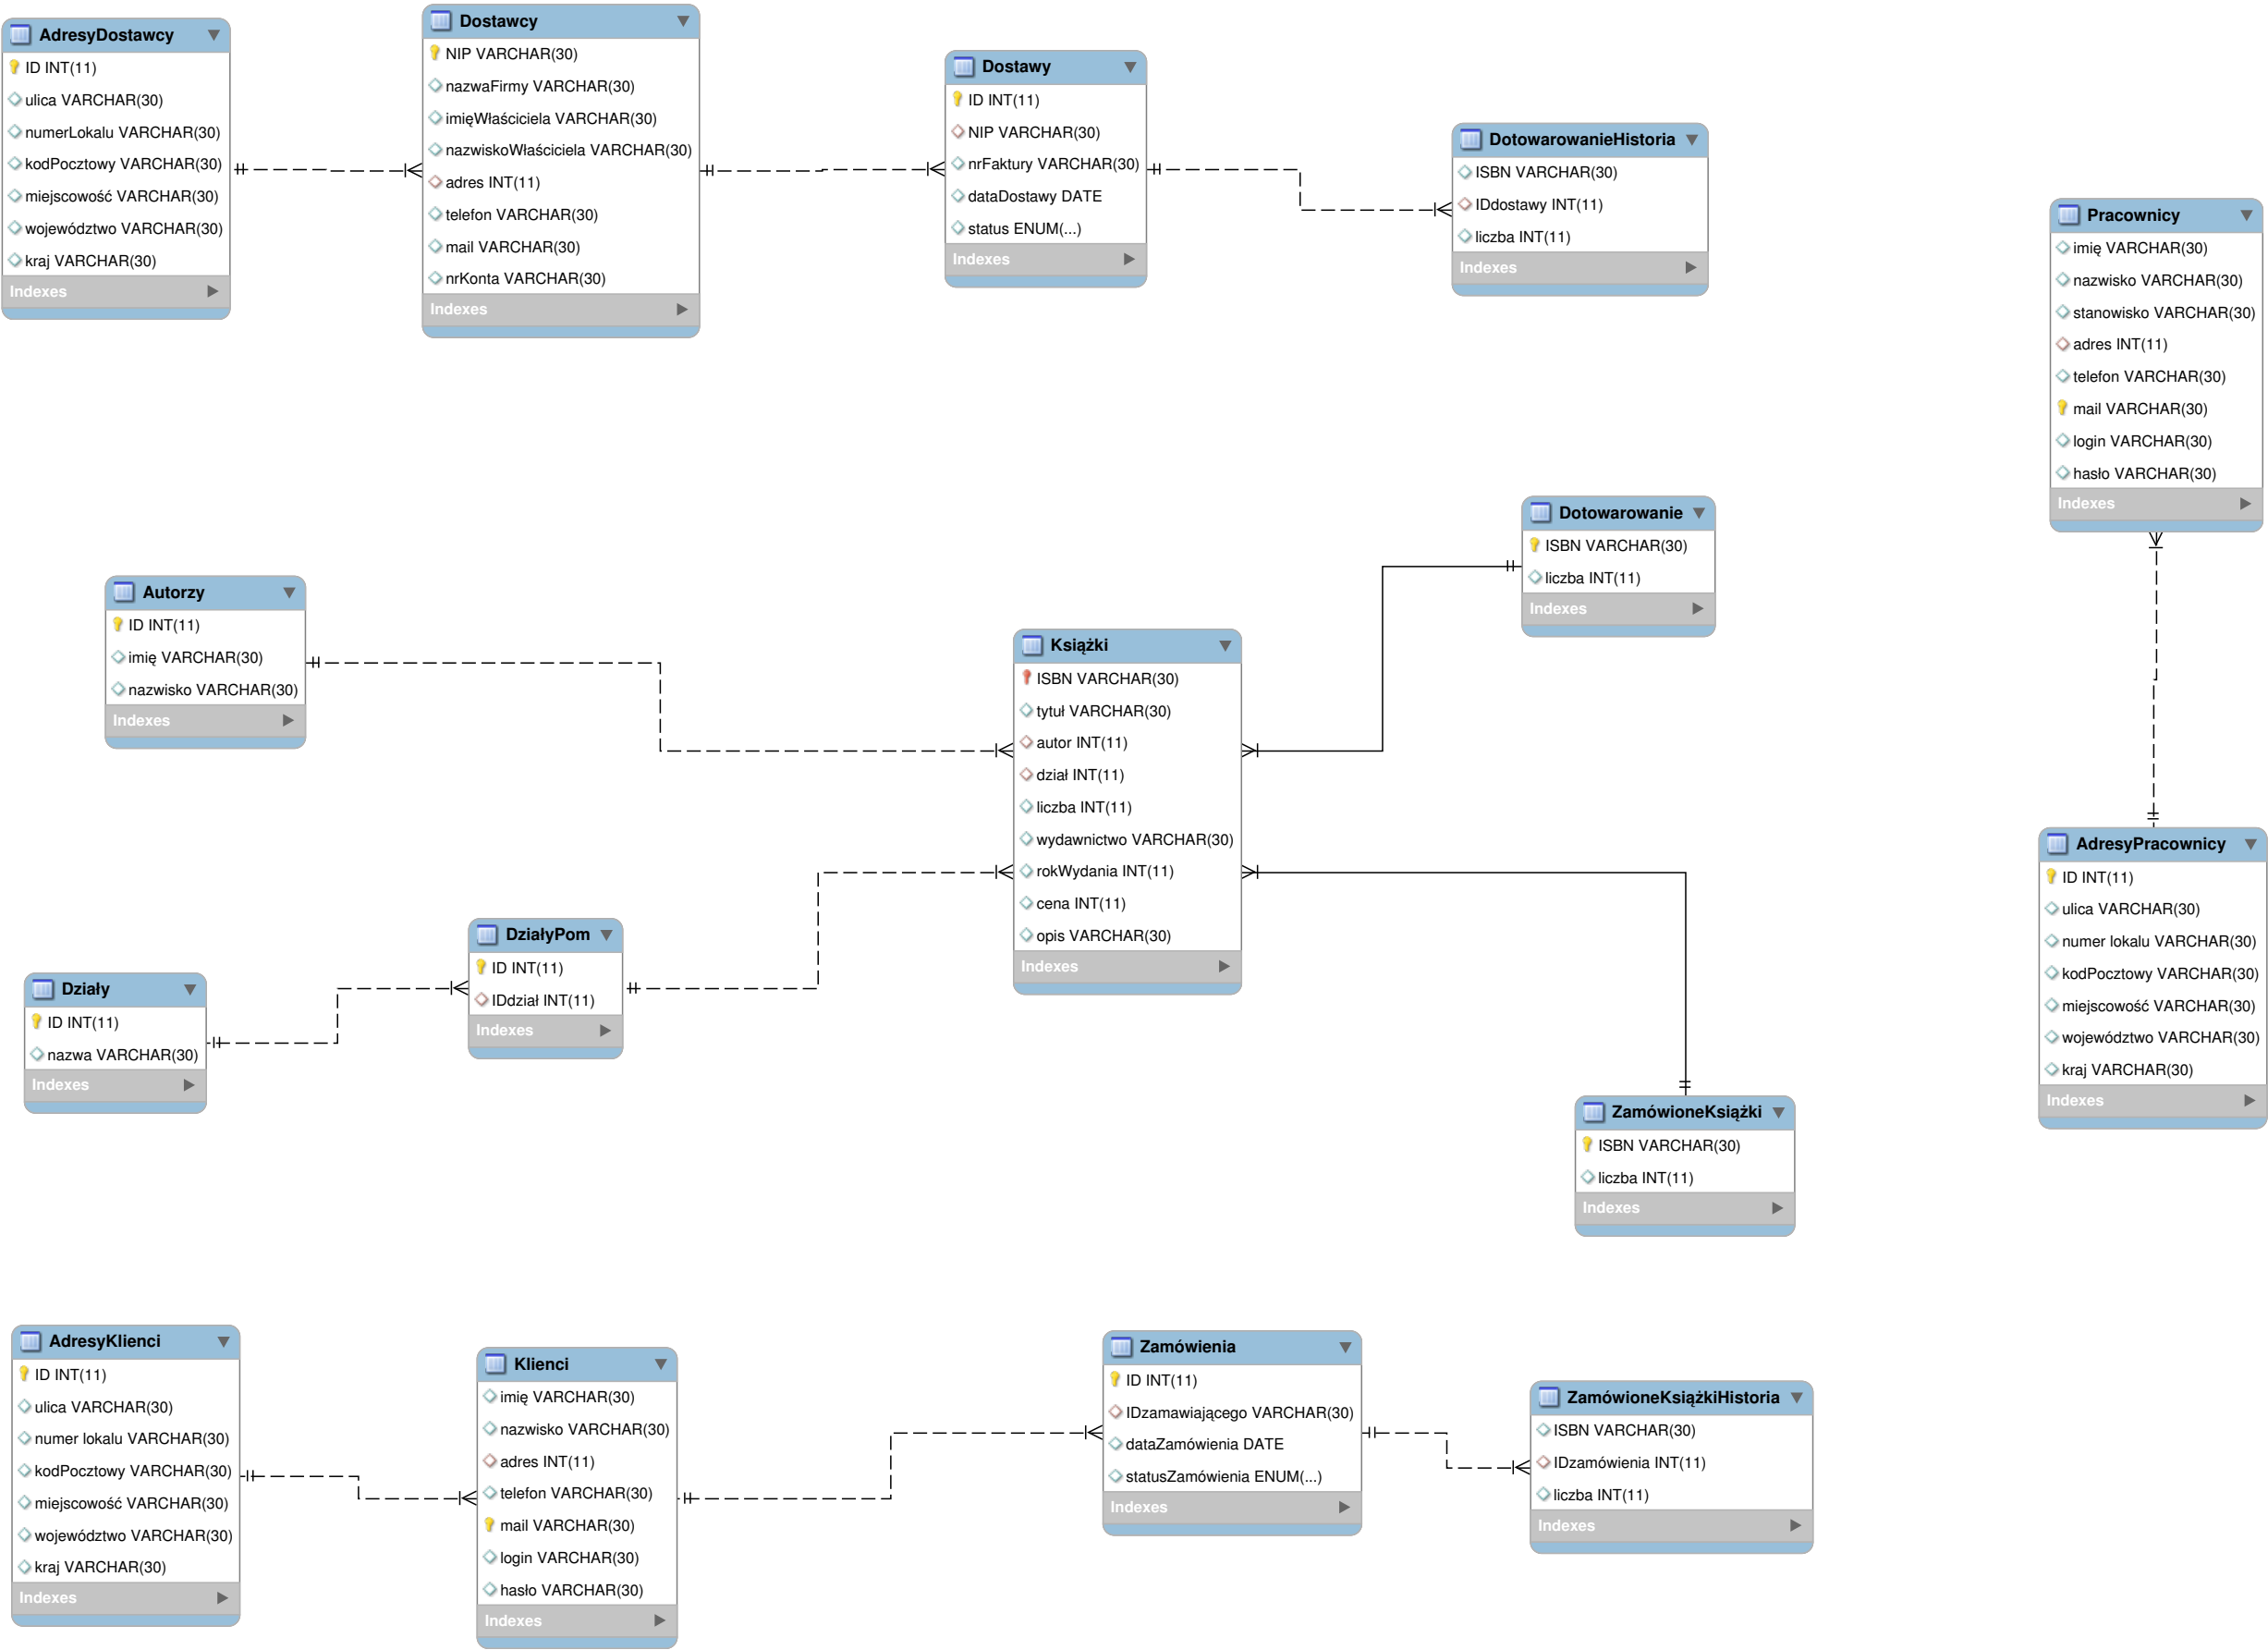 AdresyDostawcy
ID INT(11)
ulica VARCHAR(30)
numerLokalu VARCHAR(30)
kodPocztowy VARCHAR(30)
miejscowość VARCHAR(30)
województwo VARCHAR(30)
kraj VARCHAR(30)
Indexes
Dostawcy
NIP VARCHAR(30)
nazwaFirmy VARCHAR(30)
imięWłaściciela VARCHAR(30)
nazwiskoWłaściciela VARCHAR(30)
adres INT(11)
telefon VARCHAR(30)
mail VARCHAR(30)
nrKonta VARCHAR(30)
Indexes
Dostawy
ID INT(11)
NIP VARCHAR(30)
nrFaktury VARCHAR(30)
dataDostawy DATE
status ENUM(...)
Indexes
DotowarowanieHistoria
ISBN VARCHAR(30)
IDdostawy INT(11)
liczba INT(11)
Indexes
Pracownicy
imię VARCHAR(30)
nazwisko VARCHAR(30)
stanowisko VARCHAR(30)
adres INT(11)
telefon VARCHAR(30)
mail VARCHAR(30)
login VARCHAR(30)
hasło VARCHAR(30)
Indexes
Dotowarowanie
ISBN VARCHAR(30)
liczba INT(11)
Indexes
Autorzy
ID INT(11)
imię VARCHAR(30)
nazwisko VARCHAR(30)
Indexes
Książki
ISBN VARCHAR(30)
tytuł VARCHAR(30)
autor INT(11)
dział INT(11)
liczba INT(11)
wydawnictwo VARCHAR(30)
rokWydania INT(11)
cena INT(11)
opis VARCHAR(30)
Indexes
AdresyPracownicy
ID INT(11)
ulica VARCHAR(30)
numer lokalu VARCHAR(30)
kodPocztowy VARCHAR(30)
miejscowość VARCHAR(30)
województwo VARCHAR(30)
kraj VARCHAR(30)
Indexes
DziałyPom
ID INT(11)
IDdział INT(11)
Indexes
Działy
ID INT(11)
nazwa VARCHAR(30)
Indexes
ZamówioneKsiążki
ISBN VARCHAR(30)
liczba INT(11)
Indexes
AdresyKlienci
ID INT(11)
ulica VARCHAR(30)
numer lokalu VARCHAR(30)
kodPocztowy VARCHAR(30)
miejscowość VARCHAR(30)
województwo VARCHAR(30)
kraj VARCHAR(30)
Indexes
Klienci
imię VARCHAR(30)
nazwisko VARCHAR(30)
adres INT(11)
telefon VARCHAR(30)
mail VARCHAR(30)
login VARCHAR(30)
hasło VARCHAR(30)
Indexes
Zamówienia
ID INT(11)
IDzamawiającego VARCHAR(30)
dataZamówienia DATE
statusZamówienia ENUM(...)
Indexes
ZamówioneKsiążkiHistoria
ISBN VARCHAR(30)
IDzamówienia INT(11)
liczba INT(11)
Indexes